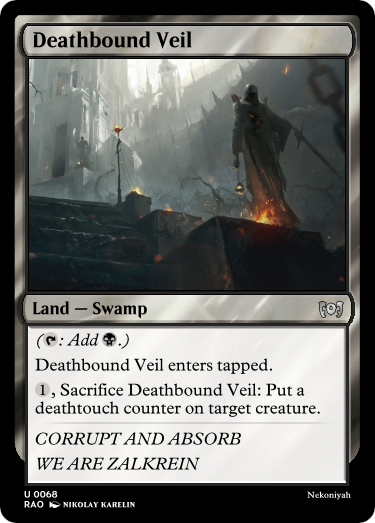 Deathbound Veil
Land — Swamp
(: Add .)
Deathbound Veil enters tapped.
1, Sacrifice Deathbound Veil: Put a
deathtouch counter on target creature.
CORRUPT AND ABSORB
WE ARE ZALKREIN
U 0068
RAO NIKOLAY KARELIN
Nekoniyah